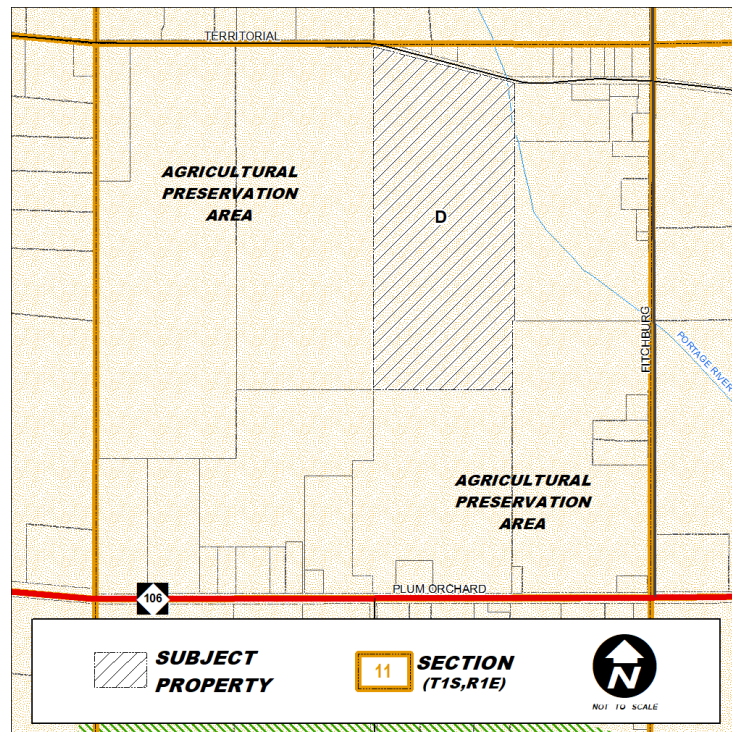 TERRITORIAL
AGRICULTURAL
PRESERVATION
AREA
D
FITCHBURG
PORTAGE RIVER
AGRICULTURAL
PRESERVATION
AREA
PLUM ORCHARD
106
SUBJECT
PROPERTY
11
SECTION
(T1S,R1E)
N
NOT TO SCALE